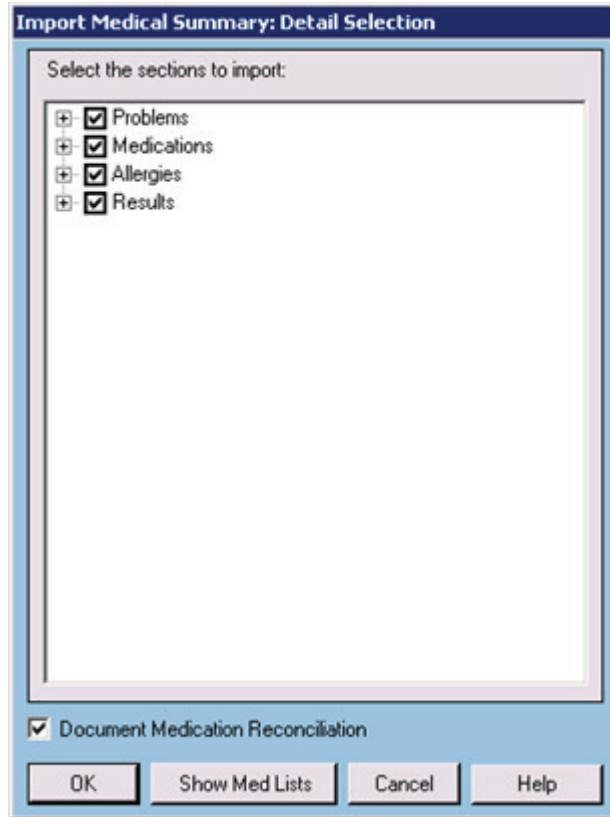 Import Medical Summary: Detail Selection
Select the sections to import:
Problems
Medications
Allergies
Results
Document Medication Reconciliation
OK Show Med Lists Cancel Help